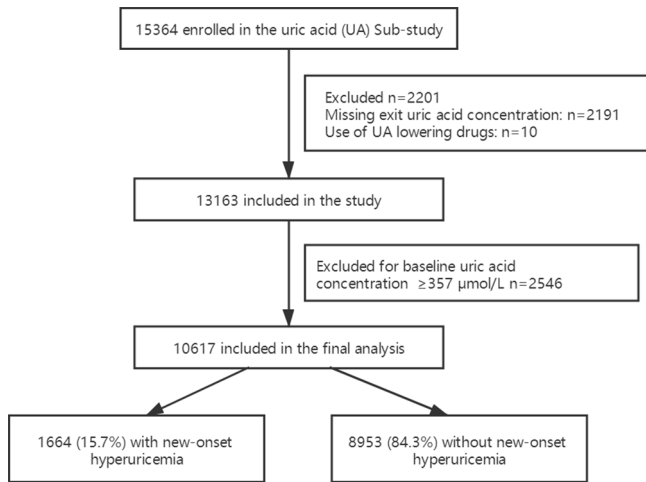 15364 enrolled in the uric acid (UA) Sub-study
Excluded n=2201
Missing exit uric acid concentration: n=2191
Use of UA lowering drugs: n=10
13163 included in the study
Excluded for baseline uric acid
concentration ≥357 μmol/L n=2546
10617 included in the final analysis
1664 (15.7%) with new-onset
hyperuricemia
8953 (84.3%) without new-onset
hyperuricemia